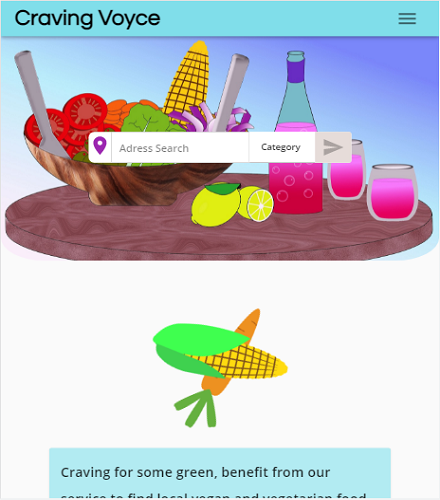 Craving Voyce
Adress Search
Category
Craving for some green, benefit from our
service to find local vegan and vegetarian food